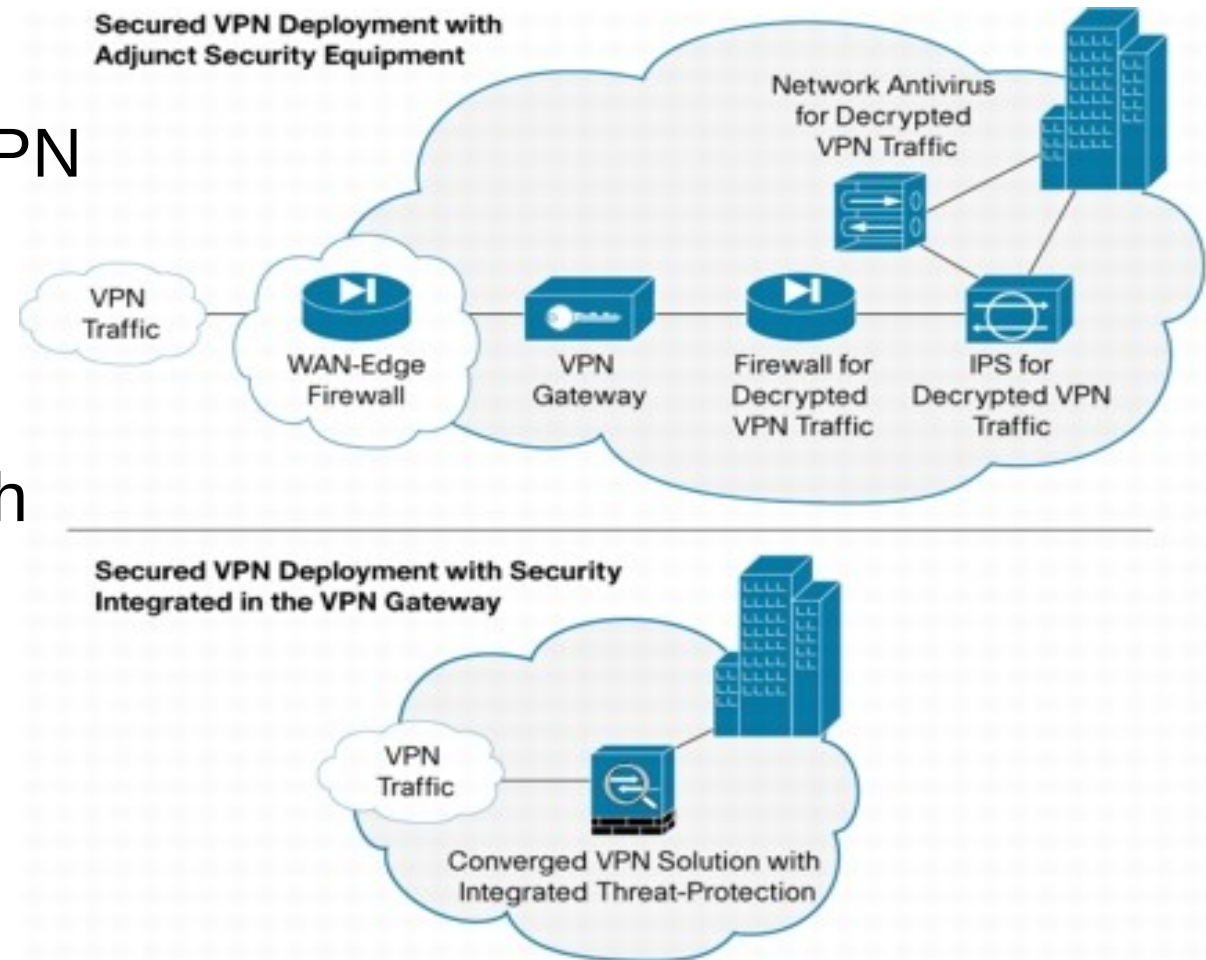 Secured VPN Deployment with
Adjunct Security Equipment
PN
Network Antivirus
for Decrypted
VPN Traffic
VPN
Traffic
WAN-Edge
Firewall
VPN
Gateway
Firewall for
Decrypted
VPN Traffic
IPS for
Decrypted VPN
Traffic
h
Secured VPN Deployment with Security
Integrated in the VPN Gateway
VPN
Traffic
Converged VPN Solution with
Integrated Threat-Protection